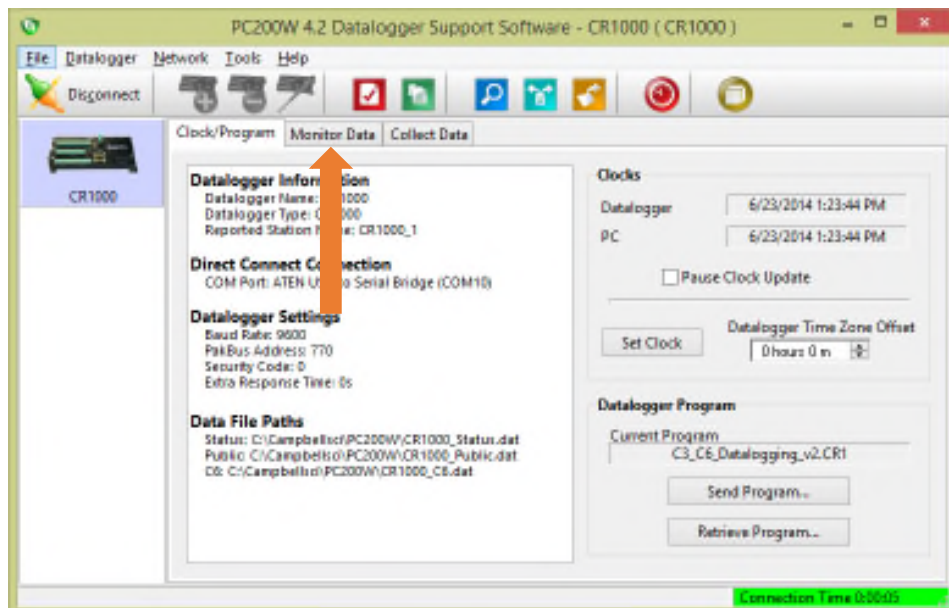 PC200W 4.2 Datalogger Support Software - CR1000 ( CR1000 )
File Datalogger Network Tools Help
Disconnect
CR1000
Clock/Program Monitor Data Collect Data
Datalogger Information
Datalogger Name: 1000
Datalogger Type: 000
Reported Station CR1000_1
Direct Connect Connection
COM Port: ATEN Serial Bridge (COM10)
Datalogger Settings
Baud Rate: 9600
PakBus Address: 770
Security Code: 0
Extra Response Time: 0s
Data File Paths
Status: C:\Campbellsci\PC200W\CR1000_Status.dat
Public: C:\Campbellsci\PC200W\CR1000_Public.dat
C6: C:\Campbellsci\PC200W\CR1000_C6.dat
Clocks
Datalogger 6/23/2014 1:23:44 PM
PC 6/23/2014 1:23:44 PM
Pause Clock Update
Datalogger Time Zone Offset
Set Clock 0 hours 0 m
Datalogger Program
Current Program
C3_C6_Datalogging_v2.CR1
Send Program...
Retrieve Program...
Connection Time 0:00:05